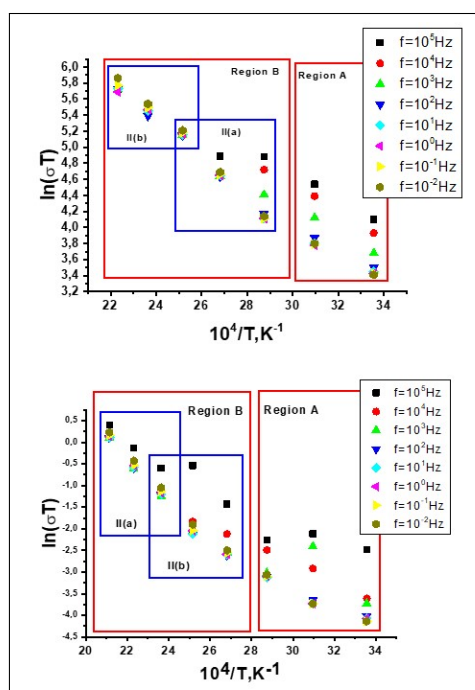 Region B
Region A
II(b)
II(a)
f=10⁵Hz
f=10⁴Hz
f=10³Hz
f=10²Hz
f=10¹Hz
f=10⁰Hz
f=10⁻¹Hz
f=10⁻²Hz
6,0
5,8
5,6
5,4
5,2
5,0
4,8
4,6
4,4
4,2
4,0
3,8
3,6
3,4
3,2
ln(σT)
22 24 26 28 30 32 34
10⁴/T,K⁻¹
Region B
Region A
II(a)
II(b)
f=10⁵Hz
f=10⁴Hz
f=10³Hz
f=10²Hz
f=10¹Hz
f=10⁰Hz
f=10⁻¹Hz
f=10⁻²Hz
0,5
0,0
-0,5
-1,0
-1,5
-2,0
-2,5
-3,0
-3,5
-4,0
-4,5
ln(σT)
20 22 24 26 28 30 32 34
10⁴/T,K⁻¹